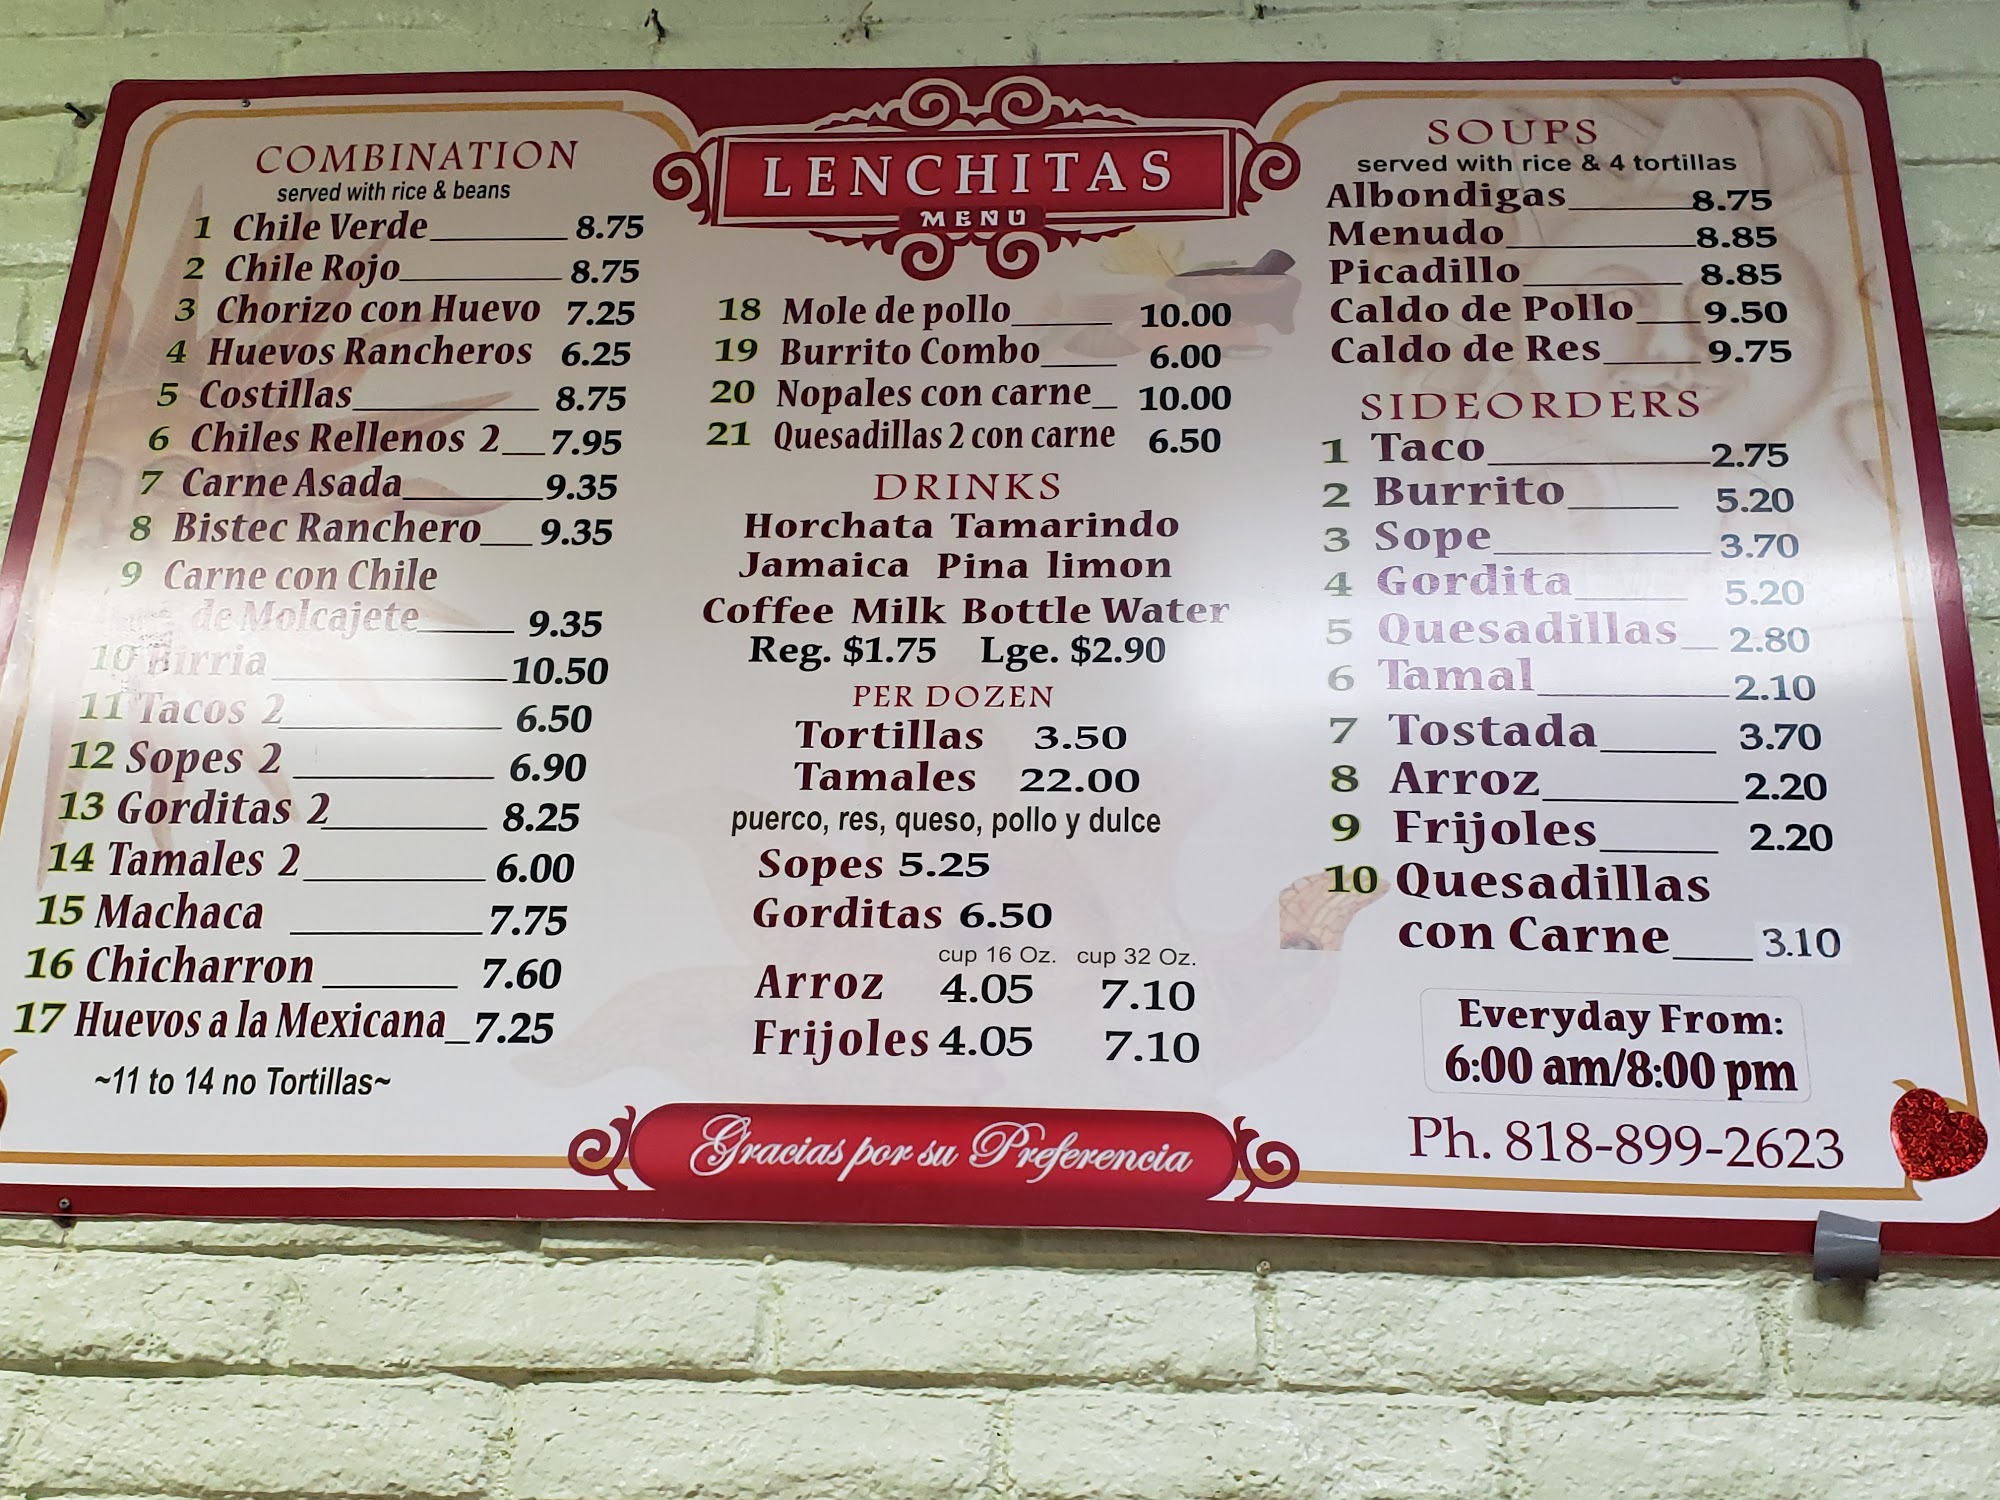 LENCHITAS
MENU
COMBINATION
served with rice & beans
1 Chile Verde 8.75
2 Chile Rojo 8.75
3 Chorizo con Huevo 7.25
4 Huevos Rancheros 6.25
5 Costillas 8.75
6 Chiles Rellenos 2 7.95
7 Carne Asada 9.35
8 Bistec Ranchero 9.35
9 Carne con Chile
de Molcajete 9.35
10 Birria 10.50
11 Tacos 2 6.50
12 Sopes 2 6.90
13 Gorditas 2 8.25
14 Tamales 2 6.00
15 Machaca 7.75
16 Chicharron 7.60
17 Huevos a la Mexicana 7.25
~11 to 14 no Tortillas~
18 Mole de pollo 10.00
19 Burrito Combo 6.00
20 Nopales con carne 10.00
21 Quesadillas 2 con carne 6.50
DRINKS
Horchata Tamarindo
Jamaica Pina limon
Coffee Milk Bottle Water
Reg. $1.75 Lge. $2.90
PER DOZEN
Tortillas 3.50
Tamales 22.00
puerco, res, queso, pollo y dulce
Sopes 5.25
Gorditas 6.50
cup 16 Oz. cup 32 Oz.
Arroz 4.05 7.10
Frijoles 4.05 7.10
SOUPS
served with rice & 4 tortillas
Albondigas 8.75
Menudo 8.85
Picadillo 8.85
Caldo de Pollo 9.50
Caldo de Res 9.75
SIDEORDERS
1 Taco 2.75
2 Burrito 5.20
3 Sope 3.70
4 Gordita 5.20
5 Quesadillas 2.80
6 Tamal 2.10
7 Tostada 3.70
8 Arroz 2.20
9 Frijoles 2.20
10 Quesadillas
con Carne 3.10
Everyday From:
6:00 am/8:00 pm
Ph. 818-899-2623
Gracias por su Preferencia